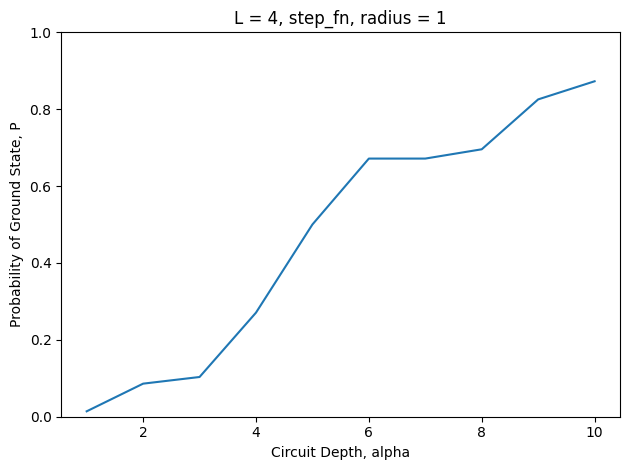 L = 4, step_fn, radius = 1
1.0
0.8
0.6
0.4
0.2
0.0
Probability of Ground State, P
2 4 6 8 10
Circuit Depth, alpha